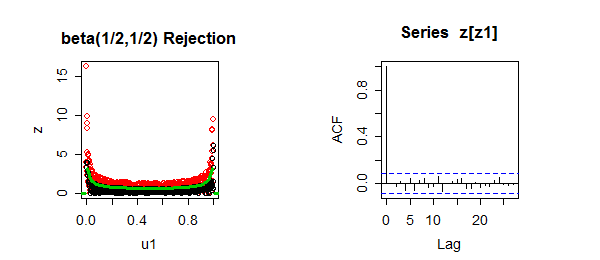 beta(1/2,1/2) Rejection
z
15
10
5
0
0.0 0.4 0.8
u1
Series z[z1]
ACF
0.8
0.4
0.0
0 5 10 20
Lag